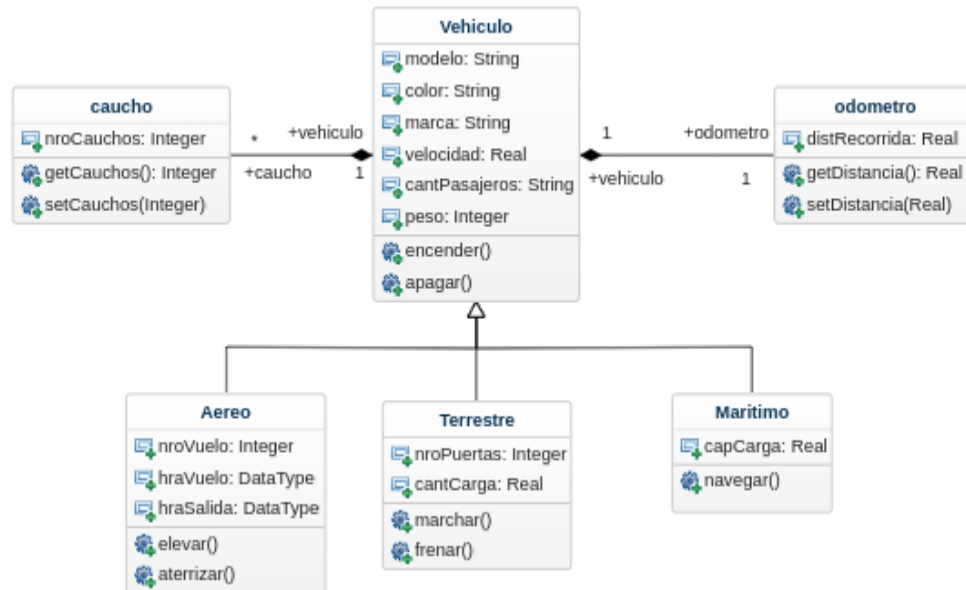 Vehiculo
modelo: String
color: String
marca: String
velocidad: Real
cantPasajeros: String
peso: Integer
encender()
apagar()
caucho
nroCauchos: Integer
getCauchos(): Integer
setCauchos(Integer)
* +vehiculo
+caucho 1
1 +odometro
+vehiculo 1
odometro
distRecorrida: Real
getDistancia(): Real
setDistancia(Real)
Aereo
nroVuelo: Integer
hraVuelo: DataType
hraSalida: DataType
elevar()
aterrizar()
Terrestre
nroPuertas: Integer
cantCarga: Real
marchar()
frenar()
Maritimo
capCarga: Real
navegar()